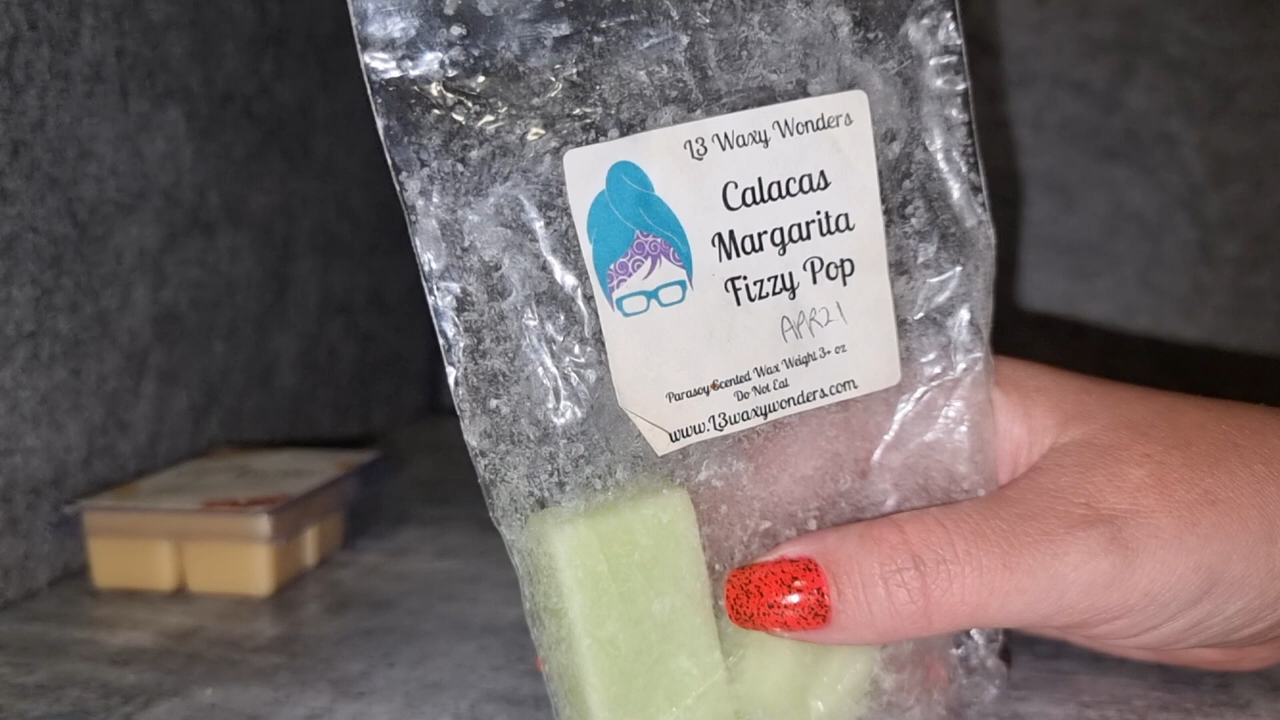 L3 Waxy Wonders
Calacas
Margarita
Fizzy Pop
APR21
Parasoy Scented Wax Weight 3+ oz
Do Not Eat
www.L3waxywonders.com